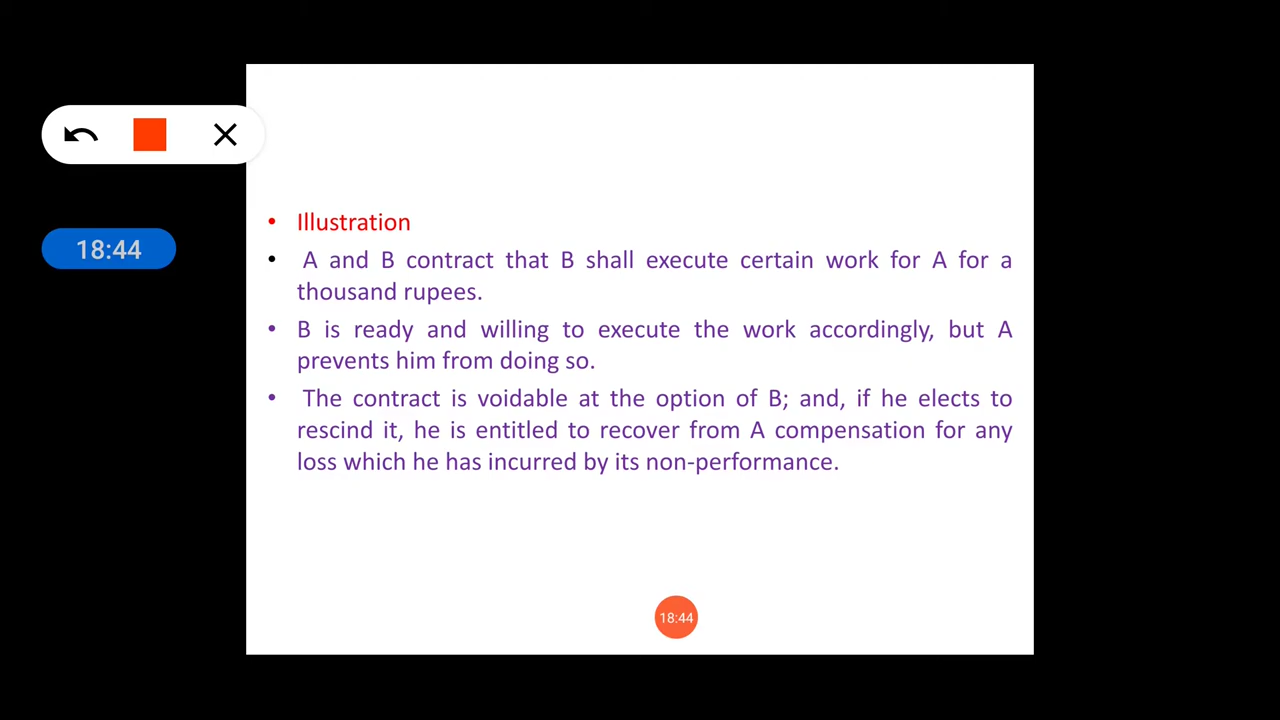 18:44
• Illustration
• A and B contract that B shall execute certain work for A for a
thousand rupees.
• B is ready and willing to execute the work accordingly, but A
prevents him from doing so.
• The contract is voidable at the option of B; and, if he elects to
rescind it, he is entitled to recover from A compensation for any
loss which he has incurred by its non-performance.
18:44